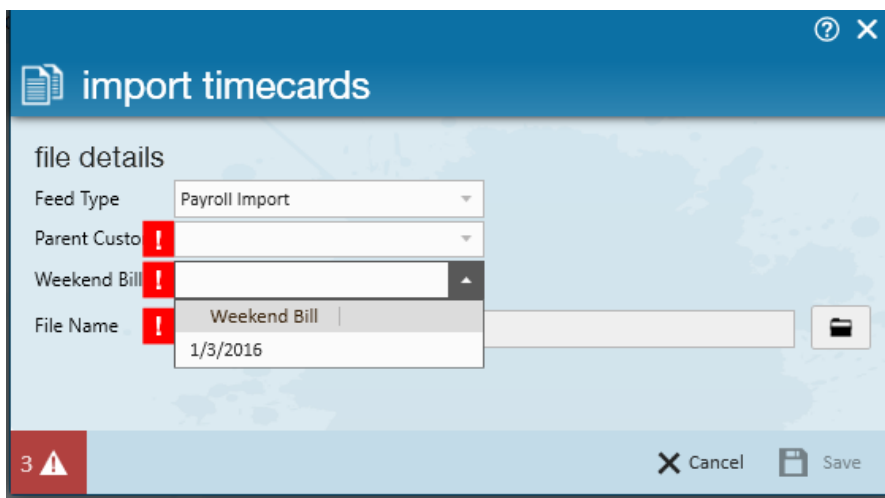 import timecards
file details
Feed Type Payroll Import
Parent Custo !
Weekend Bill !
Weekend Bill
File Name !
1/3/2016
3 Cancel Save